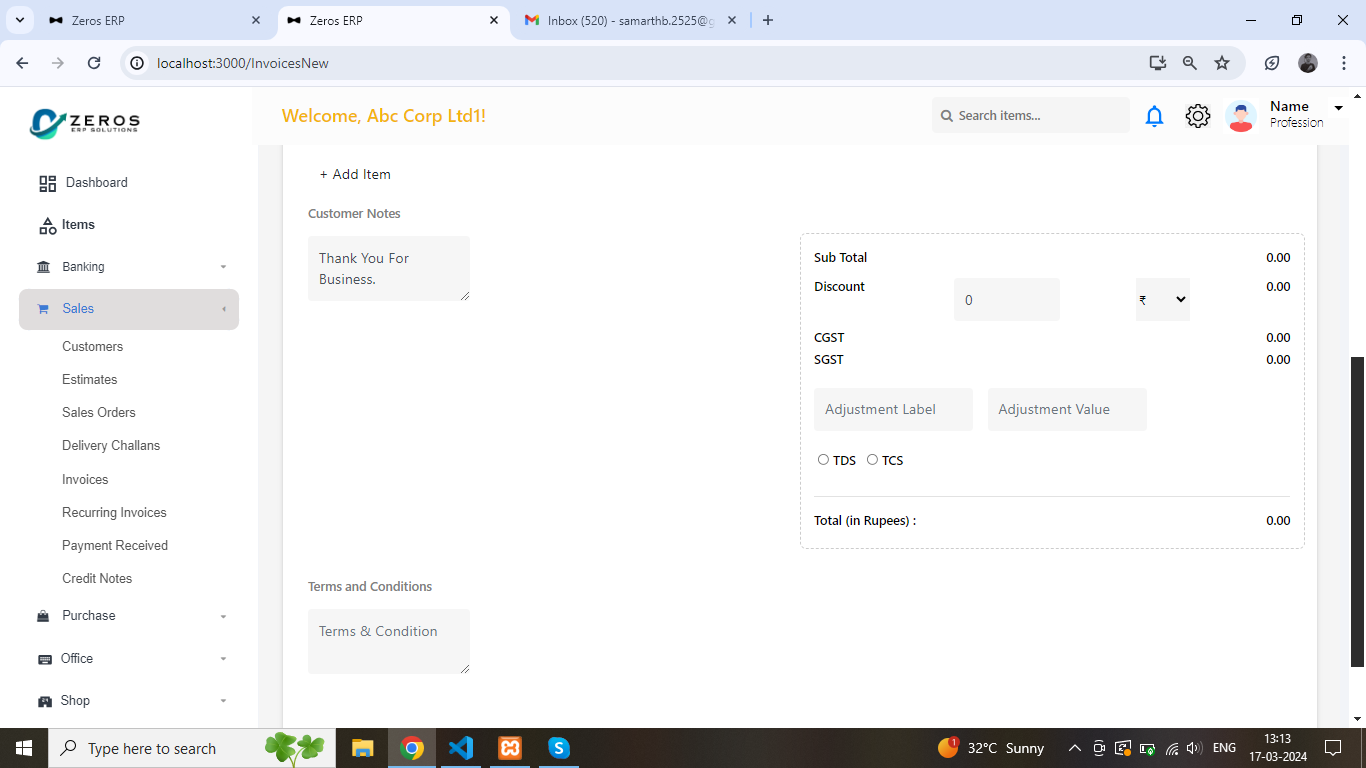 Zeros ERP
Zeros ERP
Inbox (520) - samarthb.2525@g
localhost:3000/InvoicesNew
ZEROS
ERP SOLUTIONS
Welcome, Abc Corp Ltd1!
Search items...
Name
Profession
Dashboard
Items
Banking
Sales
Customers
Estimates
Sales Orders
Delivery Challans
Invoices
Recurring Invoices
Payment Received
Credit Notes
Purchase
Office
Shop
+ Add Item
Customer Notes
Thank You For
Business.
Sub Total 0.00
Discount 0 ₹ 0.00
CGST 0.00
SGST 0.00
Adjustment Label Adjustment Value
TDS TCS
Total (in Rupees) : 0.00
Terms and Conditions
Terms & Condition
Type here to search
1
32°C Sunny
ENG
13:13
17-03-2024